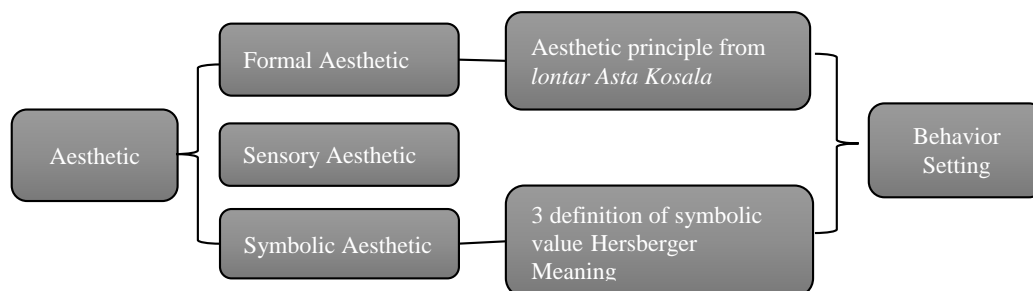 Aesthetic
Formal Aesthetic
Sensory Aesthetic
Symbolic Aesthetic
Aesthetic principle from
lontar Asta Kosala
3 definition of symbolic
value Hersberger
Meaning
Behavior
Setting